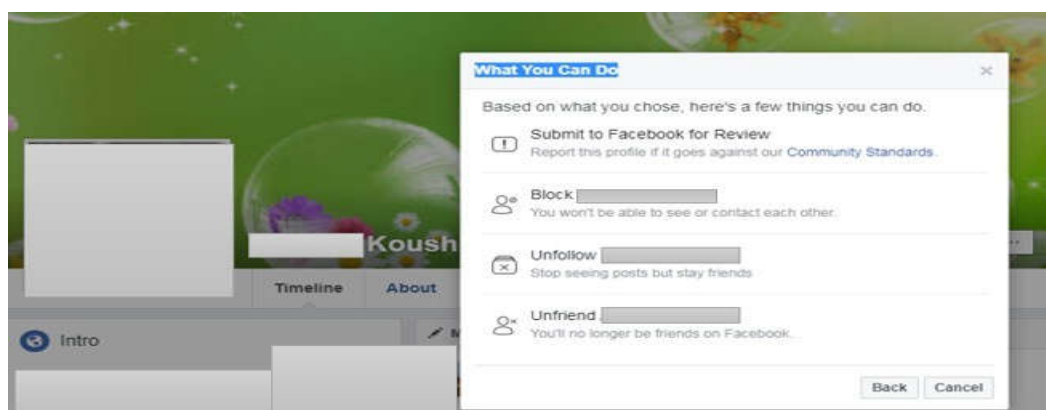 What You Can Do
Based on what you chose, here's a few things you can do.
Submit to Facebook for Review
Report this profile if it goes against our Community Standards.
Block
You won't be able to see or contact each other.
Unfollow
Stop seeing posts but stay friends
Unfriend
You'll no longer be friends on Facebook.
Back Cancel
Koush
Timeline About
Intro